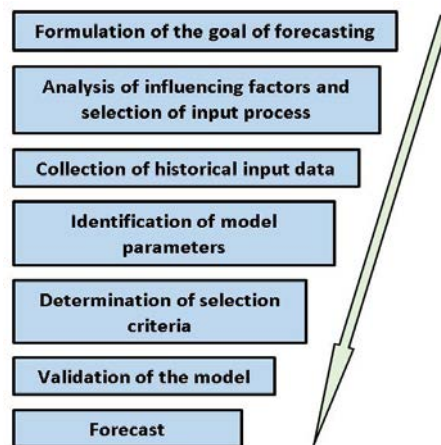 Formulation of the goal of forecasting
Analysis of influencing factors and
selection of input process
Collection of historical input data
Identification of model
parameters
Determination of selection
criteria
Validation of the model
Forecast